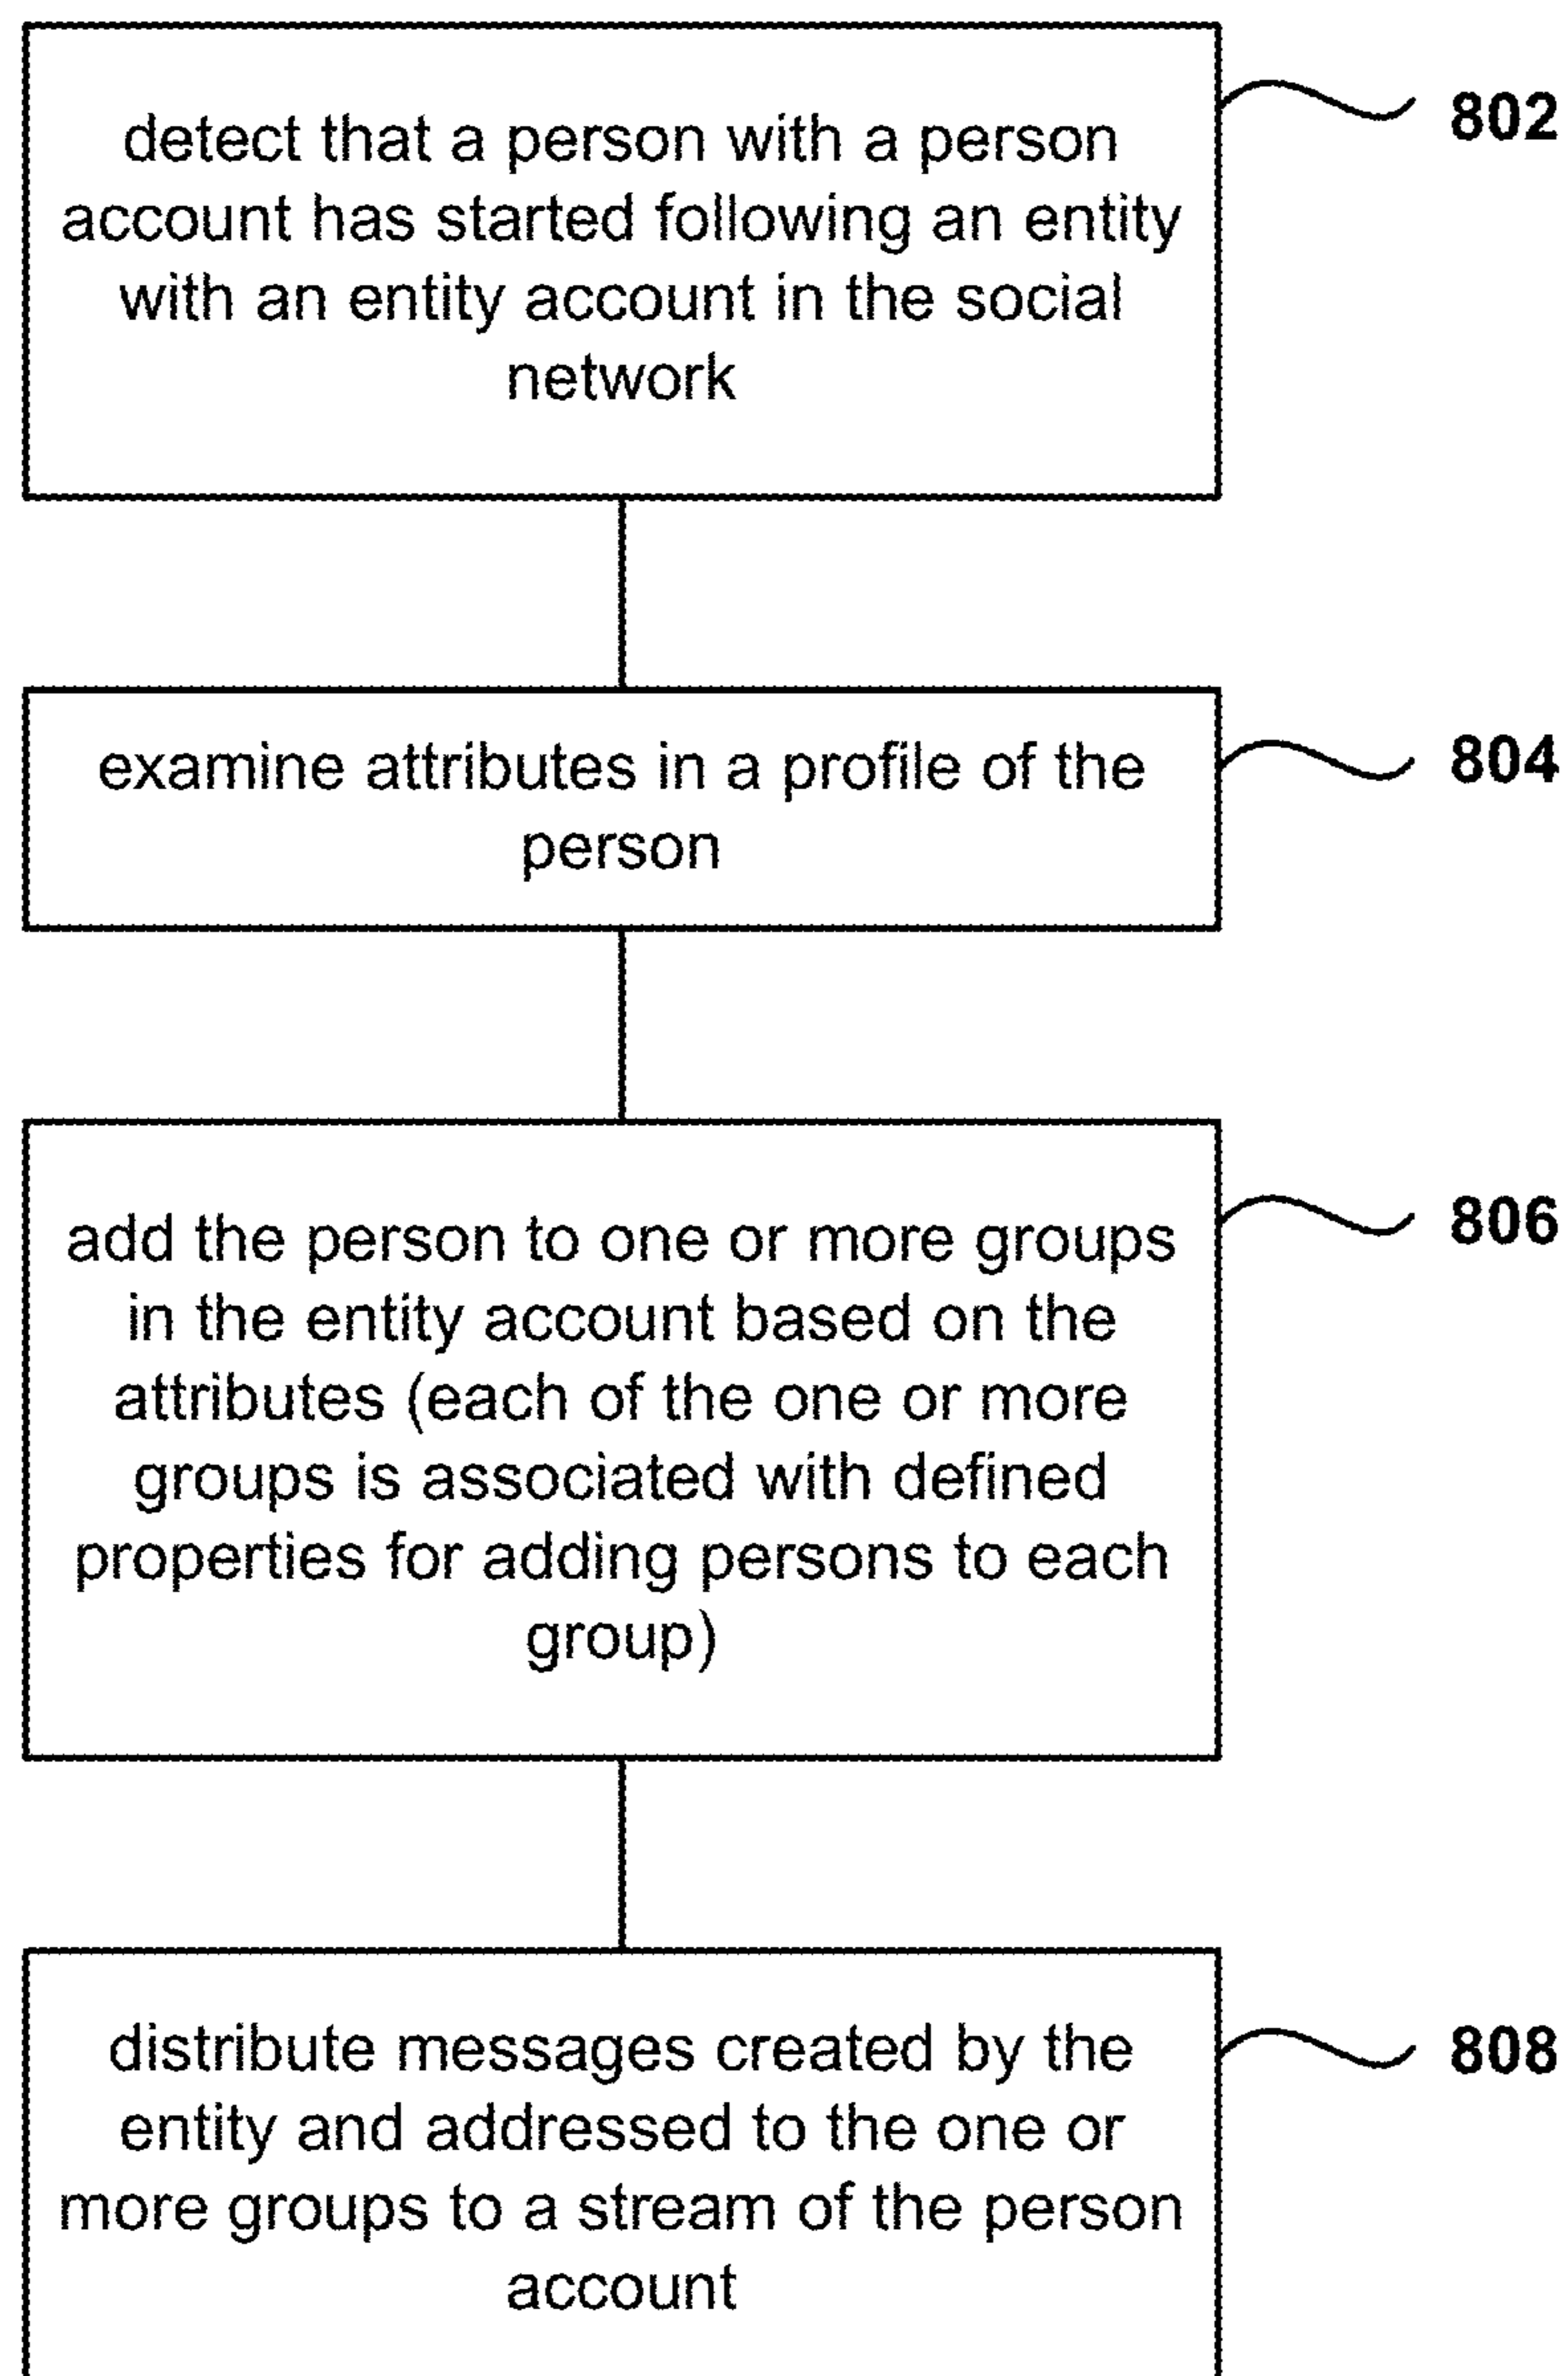 detect that a person with a person
account has started following an entity
with an entity account in the social
network
802
examine attributes in a profile of the
person
804
add the person to one or more groups
in the entity account based on the
attributes (each of the one or more
groups is associated with defined
properties for adding persons to each
group)
806
distribute messages created by the
entity and addressed to the one or
more groups to a stream of the person
account
808